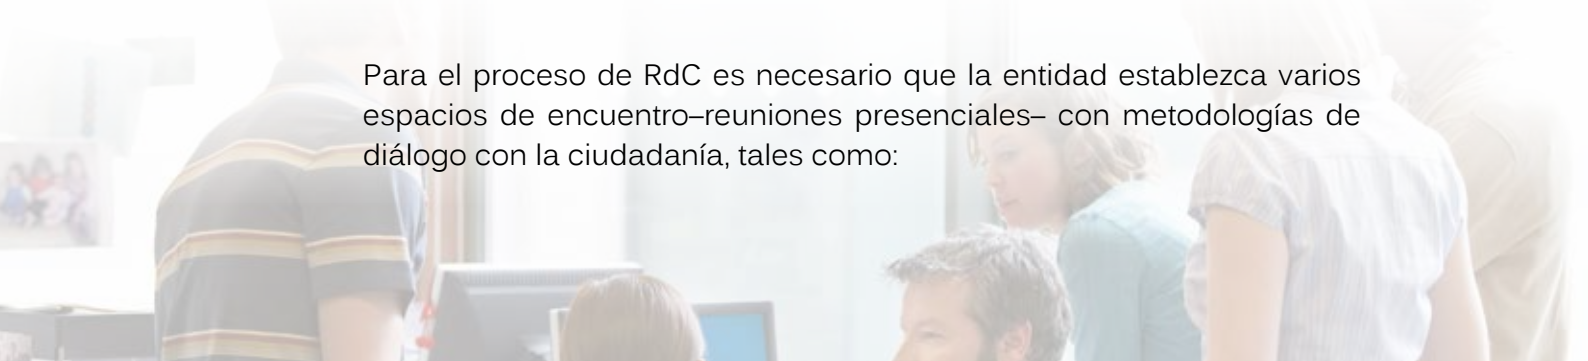 Para el proceso de RdC es necesario que la entidad establezca varios
espacios de encuentro–reuniones presenciales– con metodologías de
diálogo con la ciudadanía, tales como: